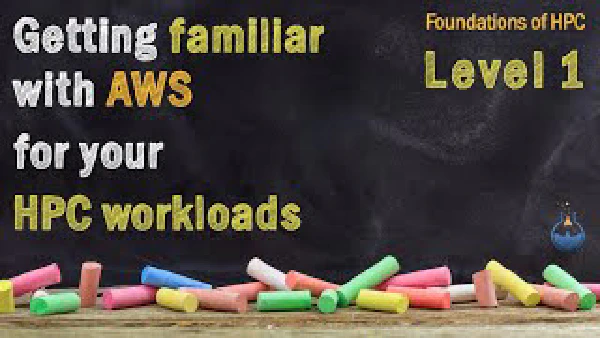 Getting familiar
with AWS
for your
HPC workloads
Foundations of HPC
Level 1